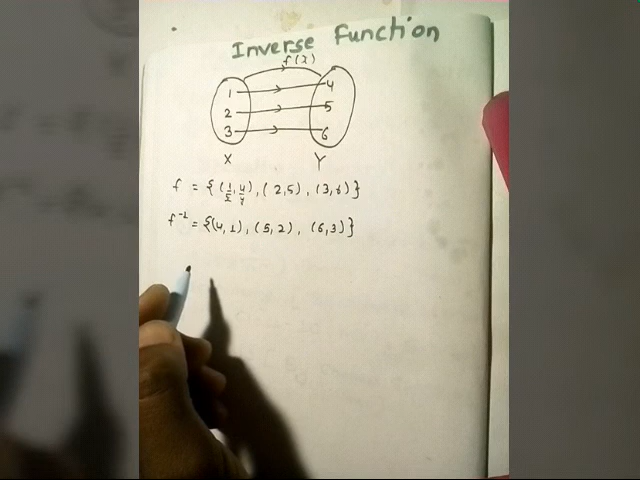 Inverse Function
f(x)
1 4
2 5
3 6
X Y
f = {(1,4), (2,5), (3,6)}
x y
f⁻¹ = {(4,1), (5,2), (6,3)}